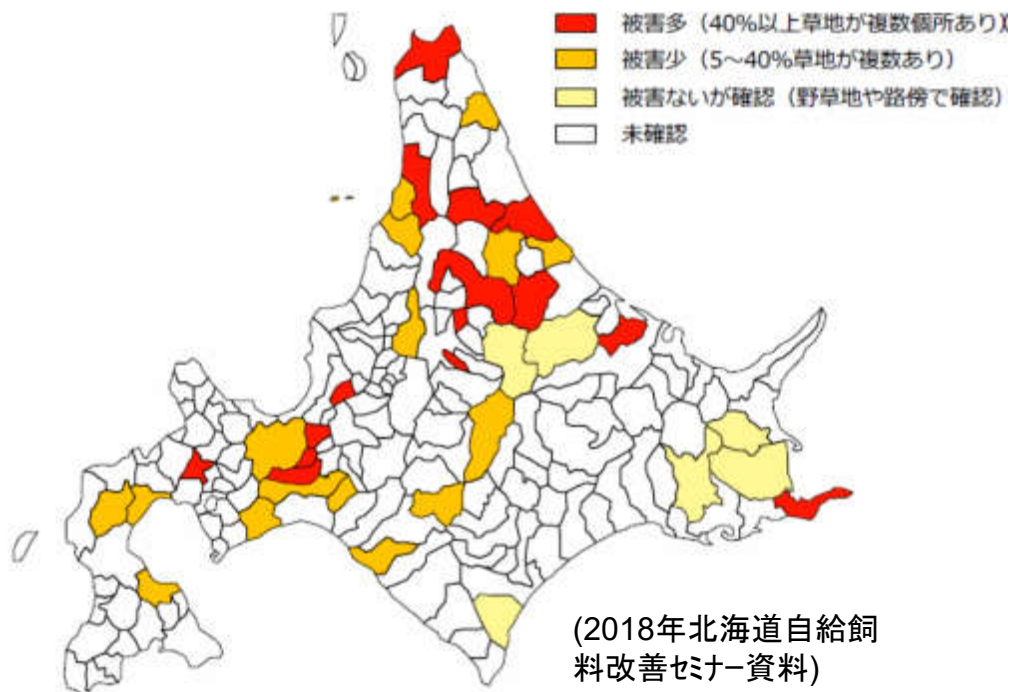 被害多（40%以上草地が複数個所あり）
被害少（5～40%草地が複数あり）
被害ないが確認（野草地や路傍で確認）
未確認
(2018年北海道自給飼
料改善セミナー資料)